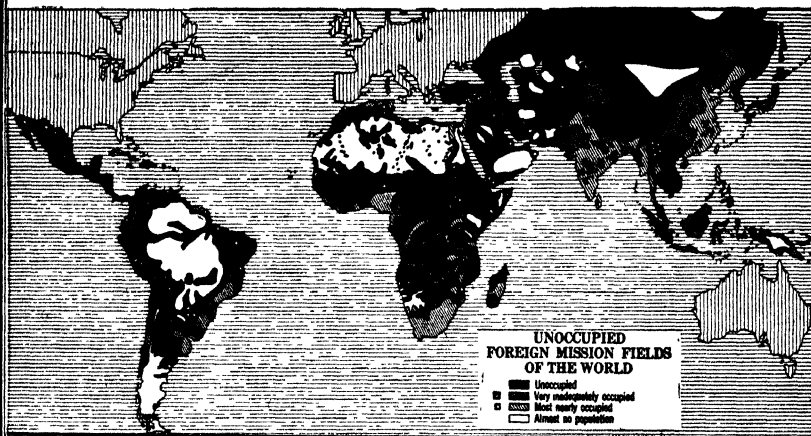 UNOCCUPIED
FOREIGN MISSION FIELDS
OF THE WORLD
Unoccupied
Very inadequately occupied
Most nearly occupied
Almost no population